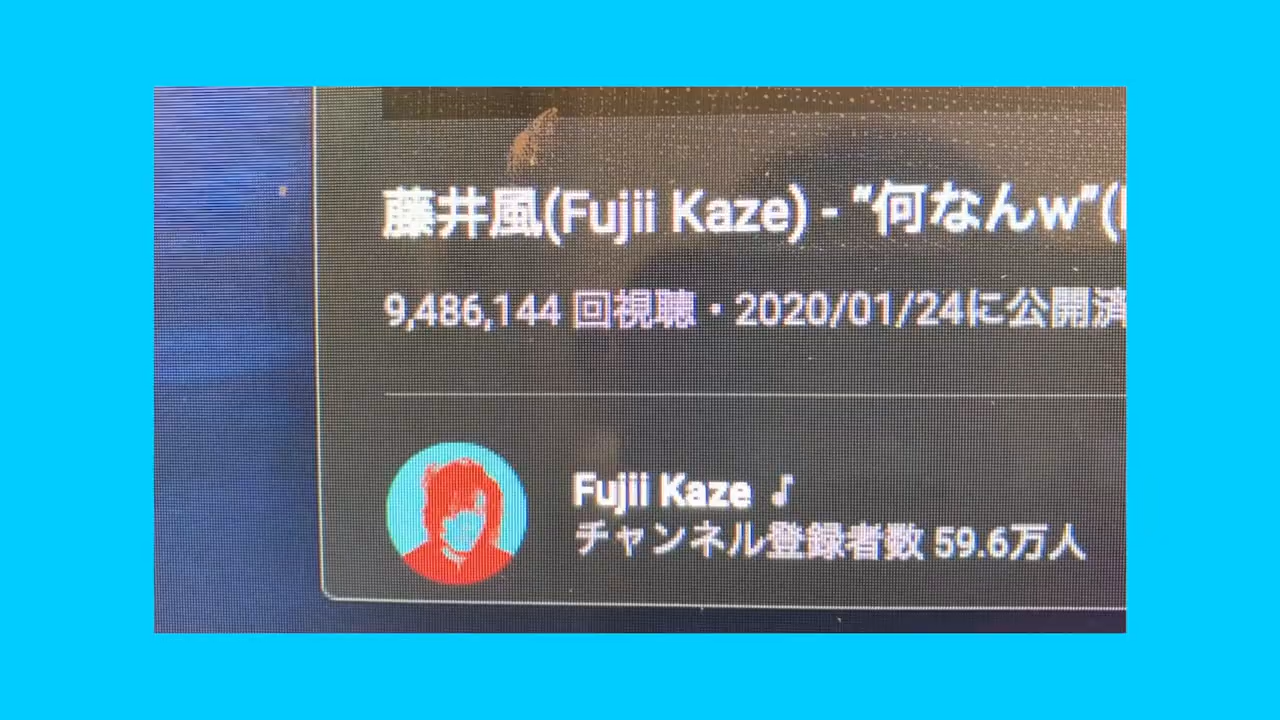 藤井風(Fujii Kaze) - “何なんw”(
9,486,144 回視聴・2020/01/24に公開済
Fujii Kaze ♪
チャンネル登録者数 59.6万人